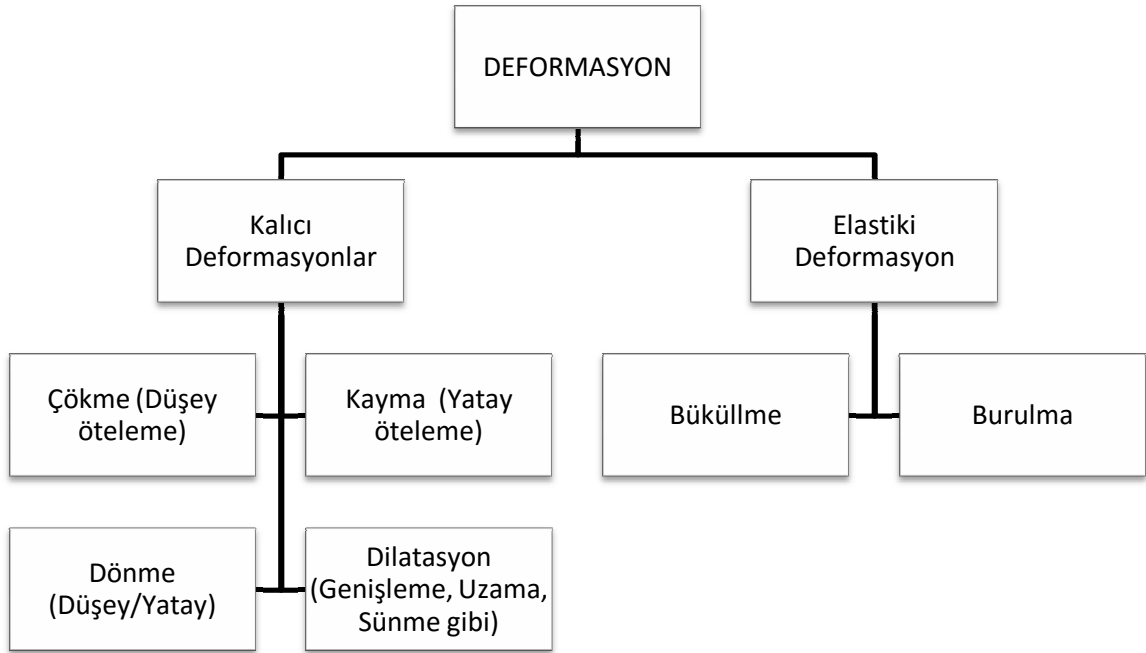 DEFORMASYON
Kalıcı
Deformasyonlar
Elastiki
Deformasyon
Çökme (Düşey
öteleme)
Kayma  (Yatay
öteleme)
Büküllme
Burulma
Dönme
(Düşey/Yatay)
Dilatasyon
(Genişleme, Uzama,
Sünme gibi)